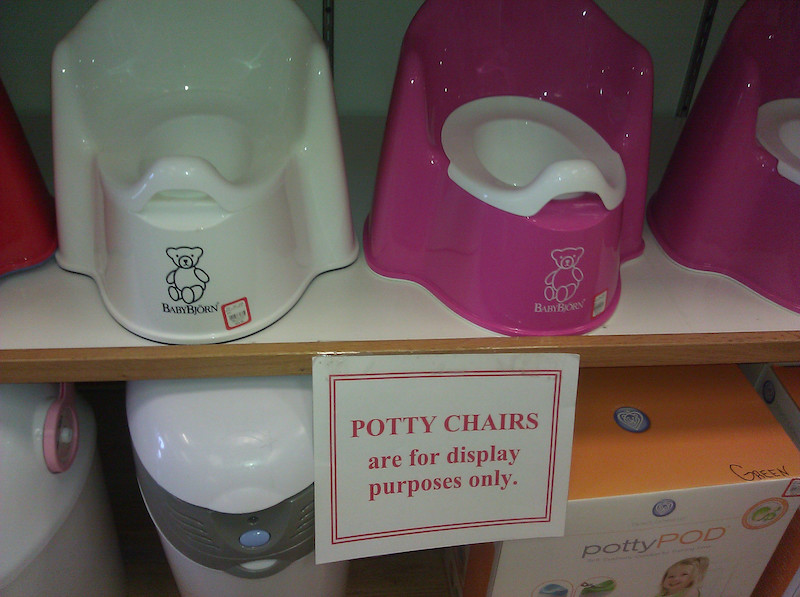 BABYBJÖRN
BABYBJÖRN
POTTY CHAIRS
are for display
purposes only.
GREEN
pottyPOD